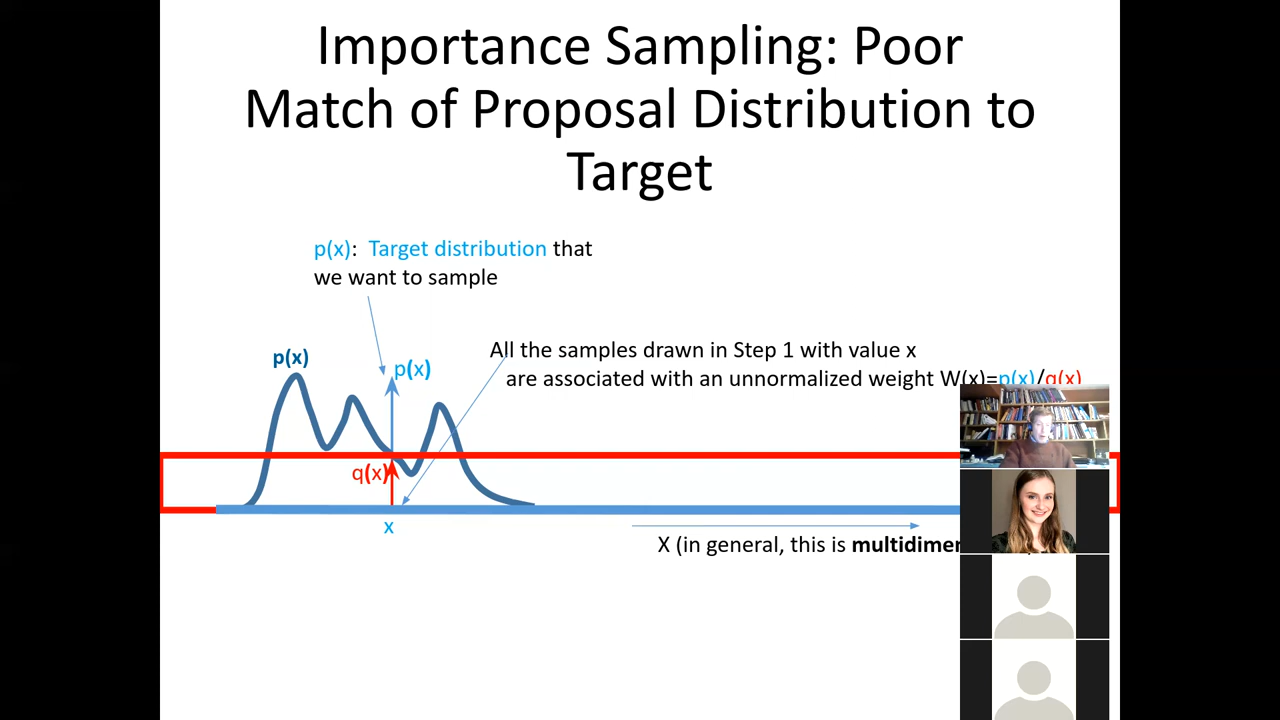 Importance Sampling: Poor
Match of Proposal Distribution to
Target
p(x): Target distribution that
we want to sample
All the samples drawn in Step 1 with value x
are associated with an unnormalized weight W(x)=p(x)/q(x)
p(x)
p(x)
q(x)
x
X (in general, this is